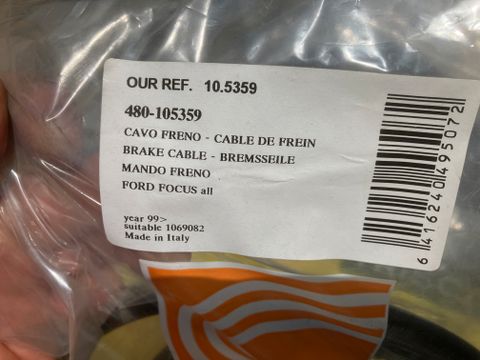 OUR REF. 10.5359
480-105359
CAVO FRENO - CABLE DE FREIN
BRAKE CABLE - BREMSSEILE
MANDO FRENO
FORD FOCUS all
year 99>
suitable 1069082
Made in Italy
6 416240 495072